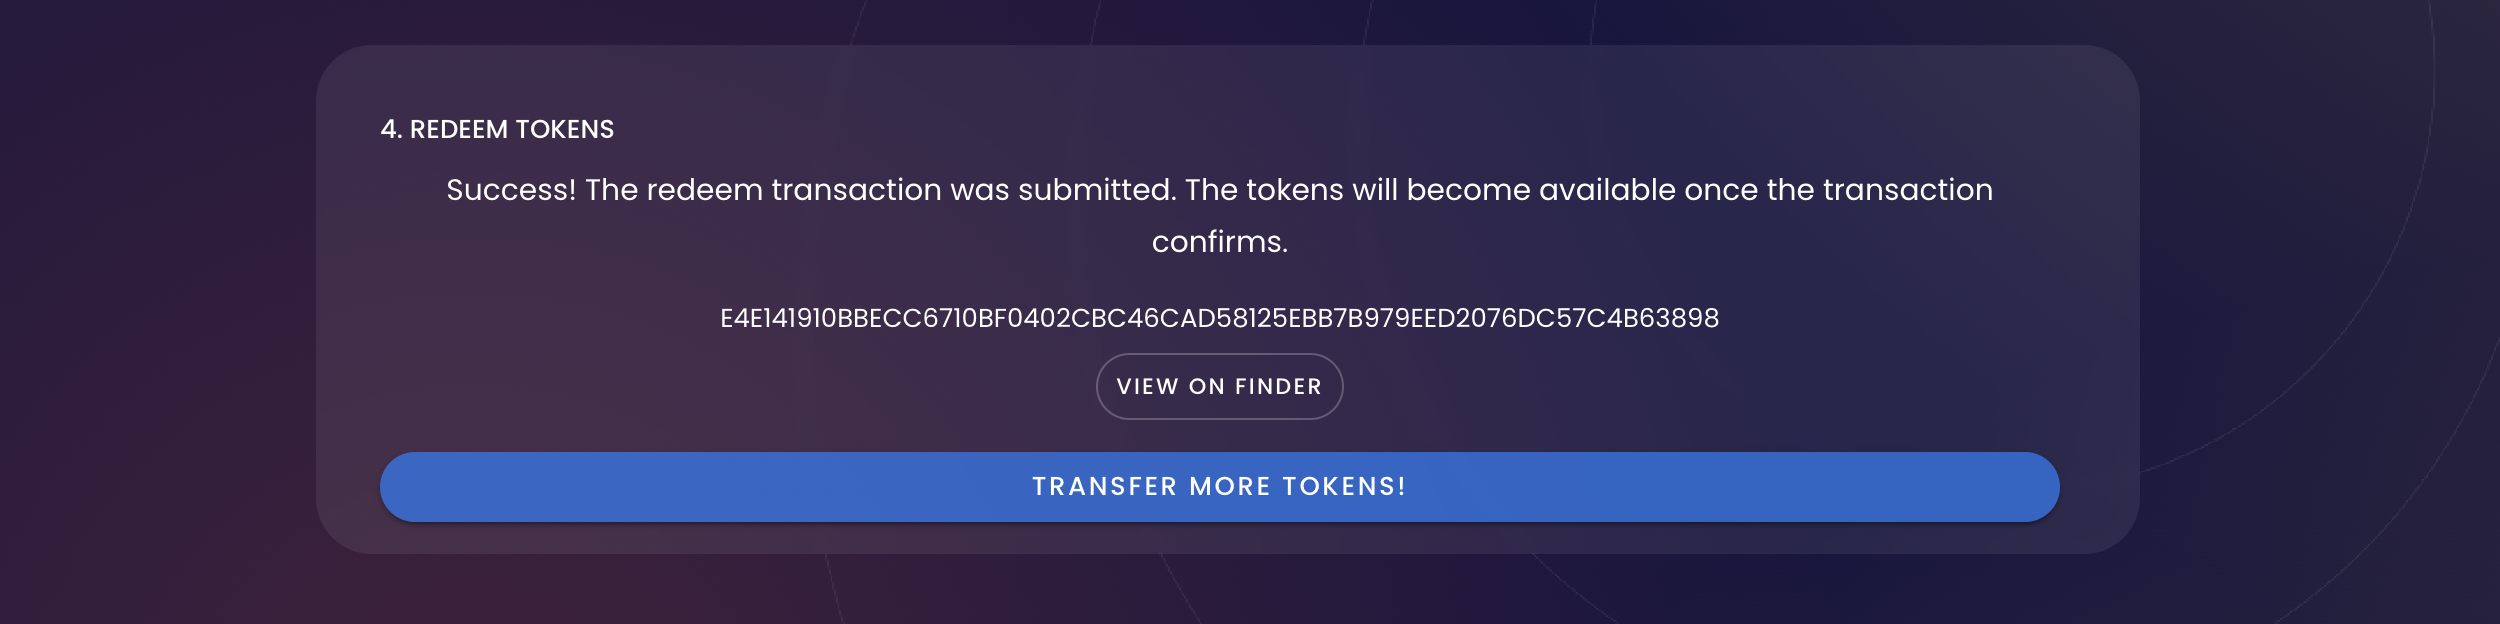 4. REDEEM TOKENS
Success! The redeem transaction was submitted. The tokens will become available once the transaction
confirms.
E4E141910BBECC6710BF0402CBC46CAD58125EBB7B979EED2076DC57C4B63898
VIEW ON FINDER
TRANSFER MORE TOKENS!